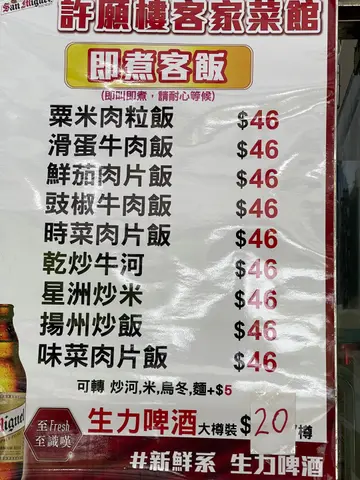 San Miguel
許願樓客家菜館
即煮客飯
(即叫即煮，請耐心等候)
粟米肉粒飯 $46
滑蛋牛肉飯 $46
鮮茄肉片飯 $46
豉椒牛肉飯 $46
時菜肉片飯 $46
乾炒牛河 $46
星洲炒米 $46
揚州炒飯 $46
味菜肉片飯 $46
可轉 炒河,米,烏冬,麵+$5
至Fresh
至識嘆
生力啤酒 大樽裝 $20/樽
#新鮮系 生力啤酒